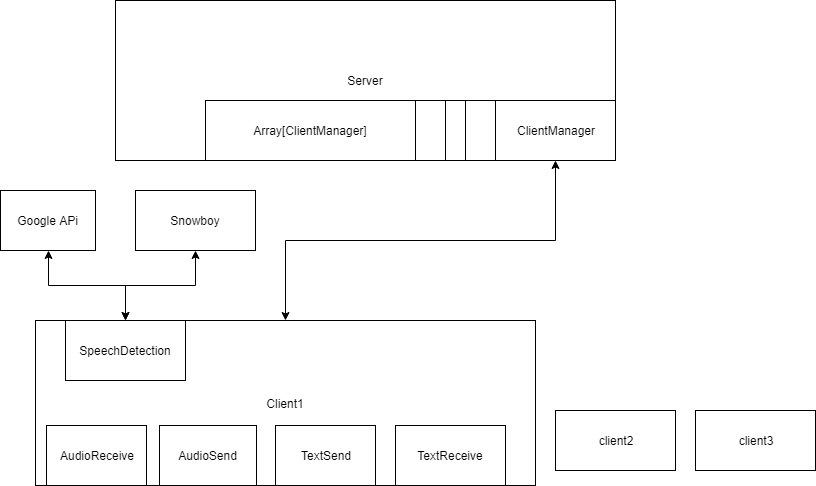 Server
Array[ClientManager]
ClientManager
Google APi
Snowboy
SpeechDetection
Client1
AudioReceive
AudioSend
TextSend
TextReceive
client2
client3